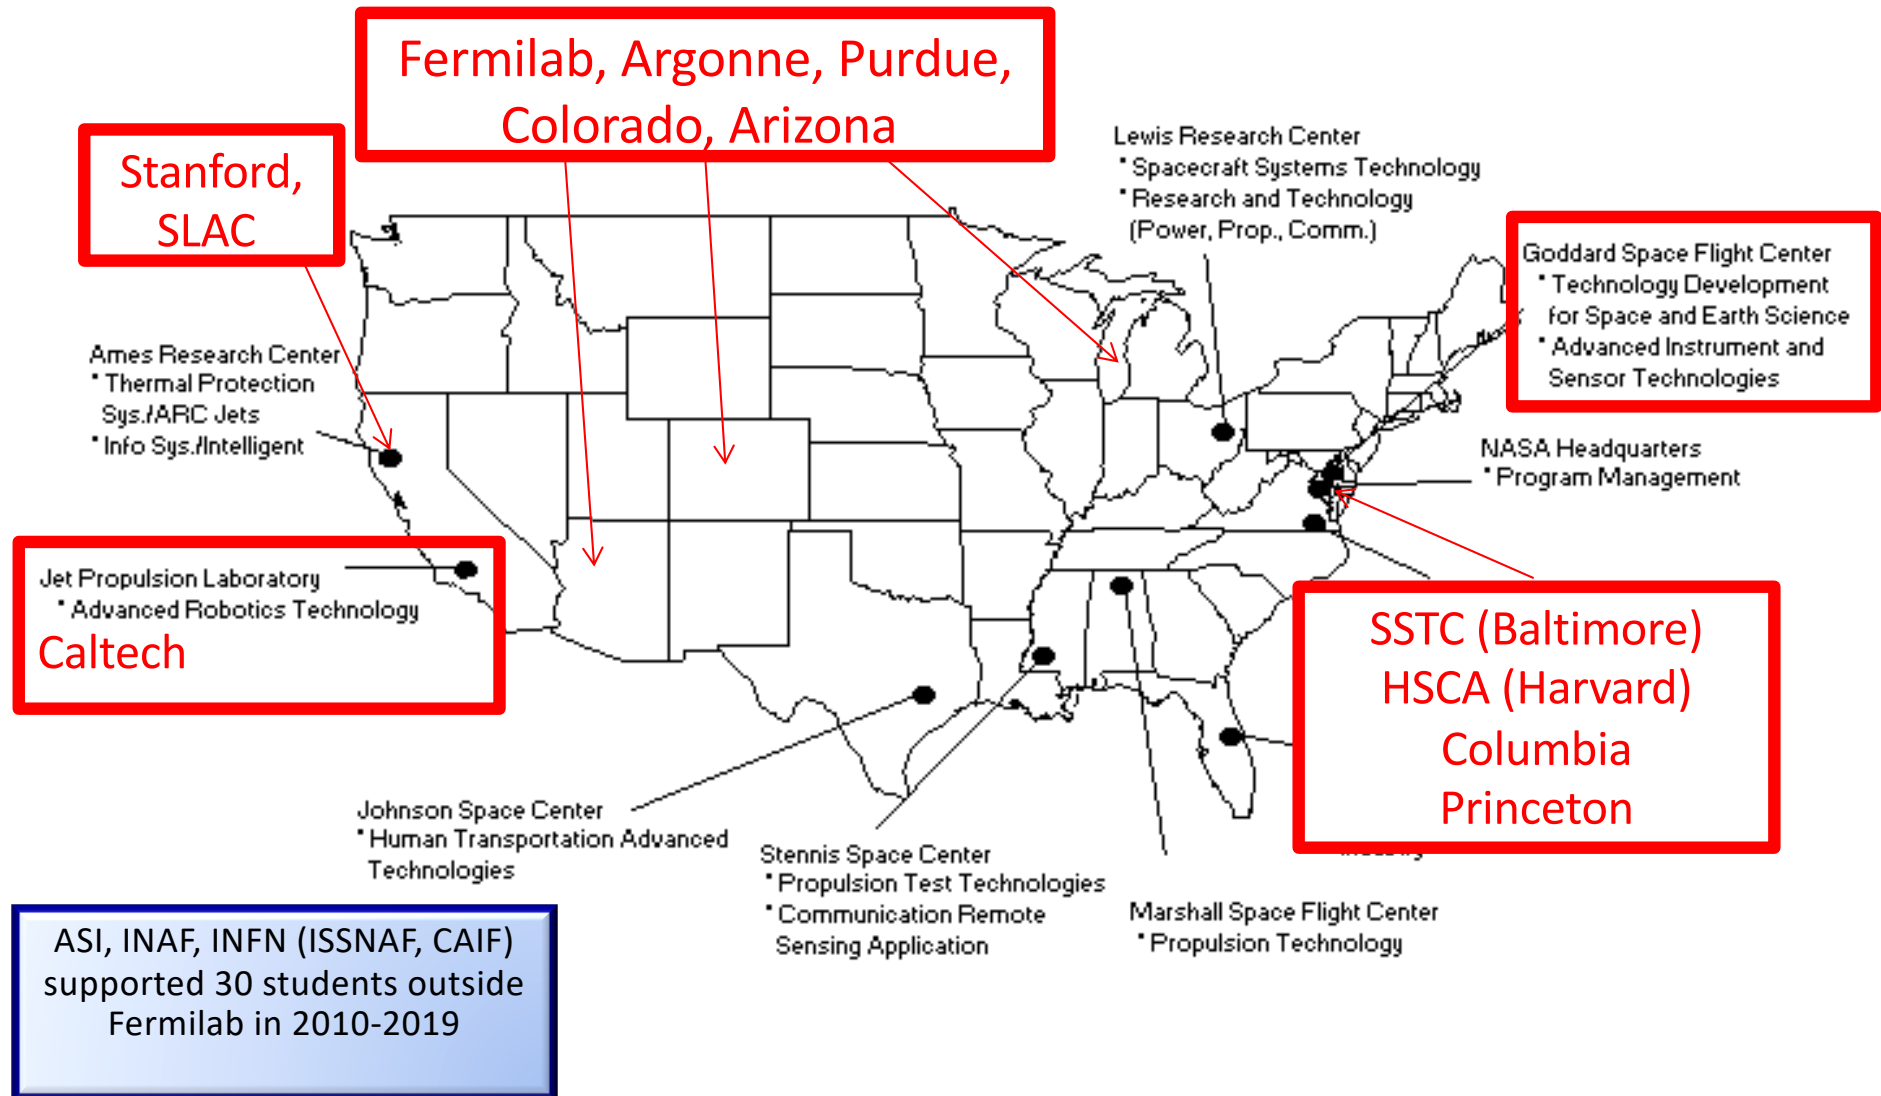 Fermilab, Argonne, Purdue,
Colorado, Arizona
Stanford,
SLAC
Lewis Research Center
• Spacecraft Systems Technology
• Research and Technology
(Power, Prop., Comm.)
Goddard Space Flight Center
• Technology Development
for Space and Earth Science
• Advanced Instrument and
Sensor Technologies
Ames Research Center
• Thermal Protection
Sys./ARC Jets
• Info Sys./Intelligent
NASA Headquarters
• Program Management
Jet Propulsion Laboratory
• Advanced Robotics Technology
Caltech
SSTC (Baltimore)
HSCA (Harvard)
Columbia
Princeton
Johnson Space Center
• Human Transportation Advanced
Technologies
Stennis Space Center
• Propulsion Test Technologies
• Communication Remote
Sensing Application
Marshall Space Flight Center
• Propulsion Technology
ASI, INAF, INFN (ISSNAF, CAIF)
supported 30 students outside
Fermilab in 2010-2019